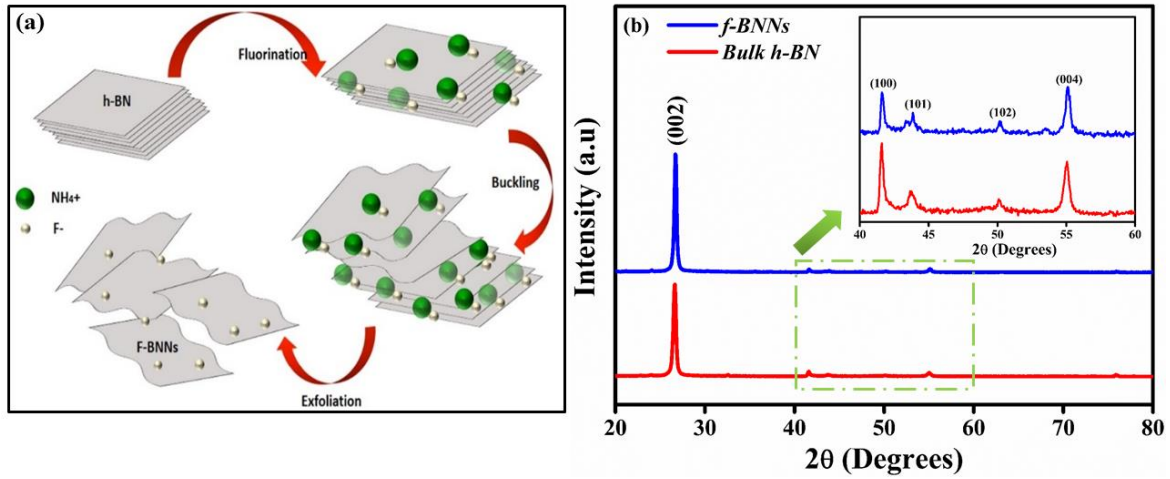 (a)
Fluorination
h-BN
Buckling
NH₄+
F-
F-BNNs
Exfoliation
(b)
f-BNNs
Bulk h-BN
(002)
Intensity (a.u)
(100)
(101)
(102)
(004)
40 45 50 55 60
2θ (Degrees)
20 30 40 50 60 70 80
2θ (Degrees)